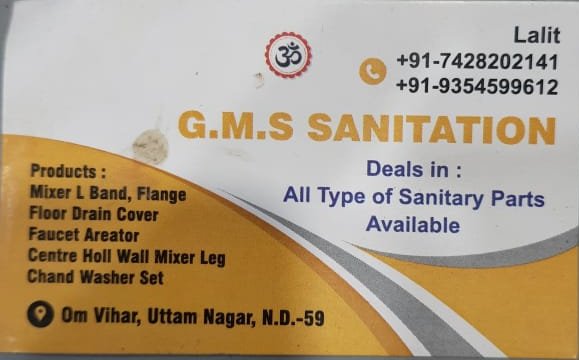 ॐ
Lalit
+91-7428202141
+91-9354599612
G.M.S SANITATION
Deals in :
All Type of Sanitary Parts
Available
Products :
Mixer L Band, Flange
Floor Drain Cover
Faucet Areator
Centre Holl Wall Mixer Leg
Chand Washer Set
Om Vihar, Uttam Nagar, N.D.-59